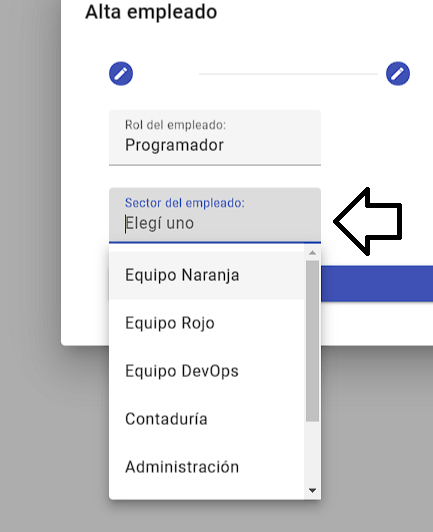 Alta empleado
Rol del empleado:
Programador
Sector del empleado:
Elegí uno
Equipo Naranja
Equipo Rojo
Equipo DevOps
Contaduría
Administración